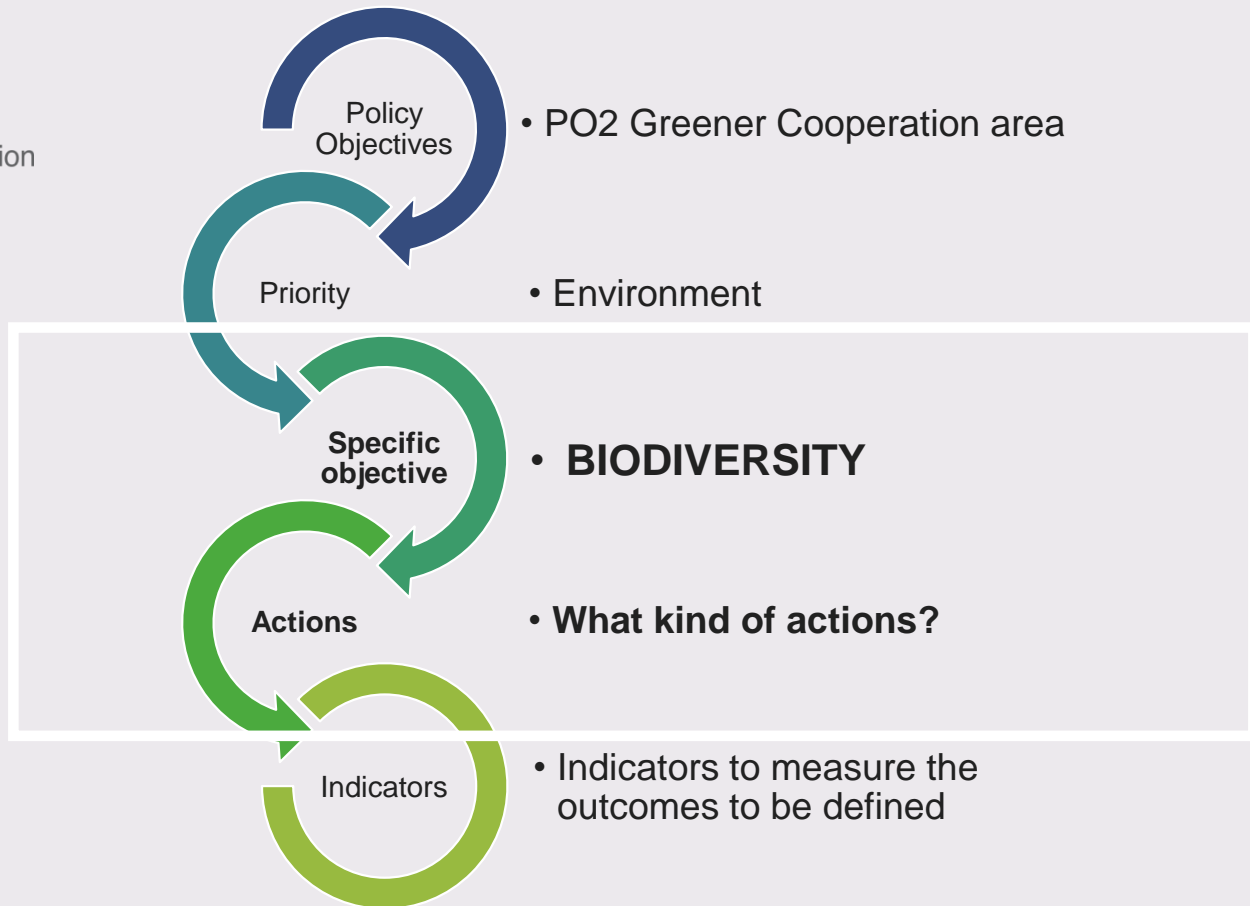 Policy
Objectives
• PO2 Greener Cooperation area
Priority
• Environment
Specific
objective
• BIODIVERSITY
Actions
• What kind of actions?
Indicators
• Indicators to measure the
outcomes to be defined